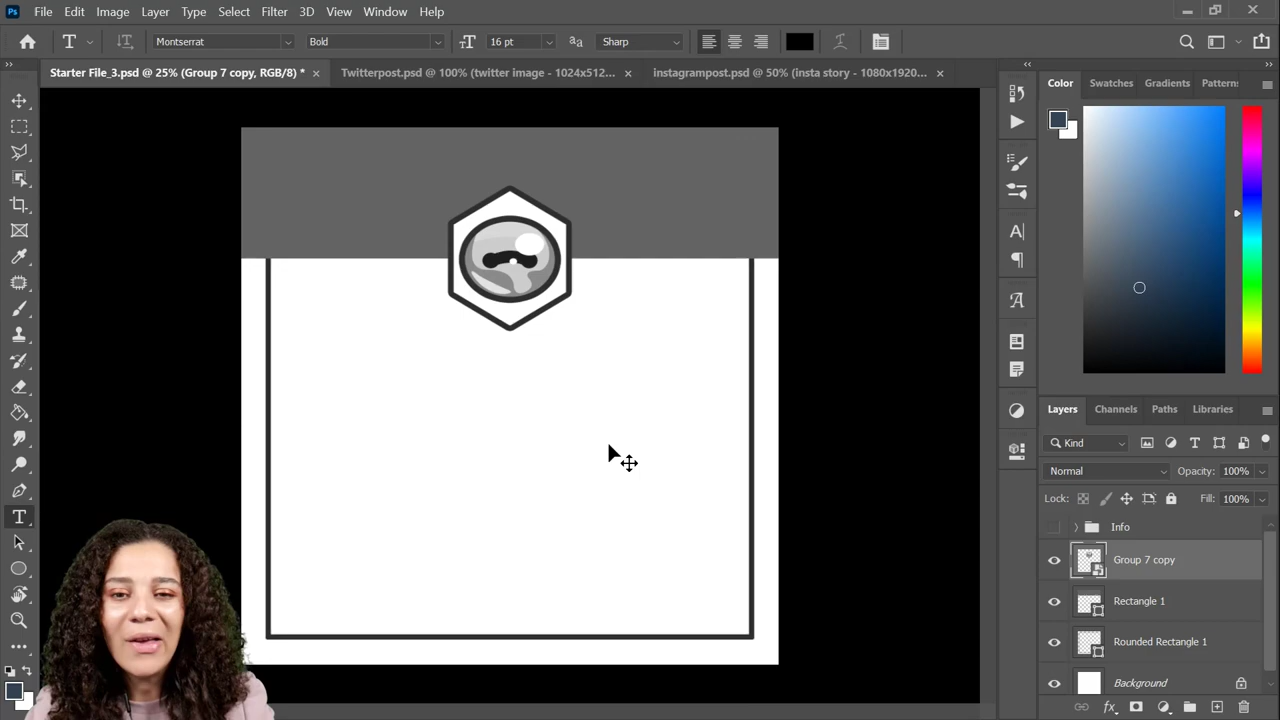 Ps File Edit Image Layer Type Select Filter 3D View Window Help
T Montserrat Bold 16 pt Sharp
Starter File_3.psd @ 25% (Group 7 copy, RGB/8) * × Twitterpost.psd @ 100% (twitter image - 1024x512... × instagrampost.psd @ 50% (insta story - 1080x1920... ×
Color Swatches Gradients Pattern
Layers Channels Paths Libraries
Kind
Normal Opacity: 100%
Lock: Fill: 100%
Info
Group 7 copy
Rectangle 1
Rounded Rectangle 1
Background